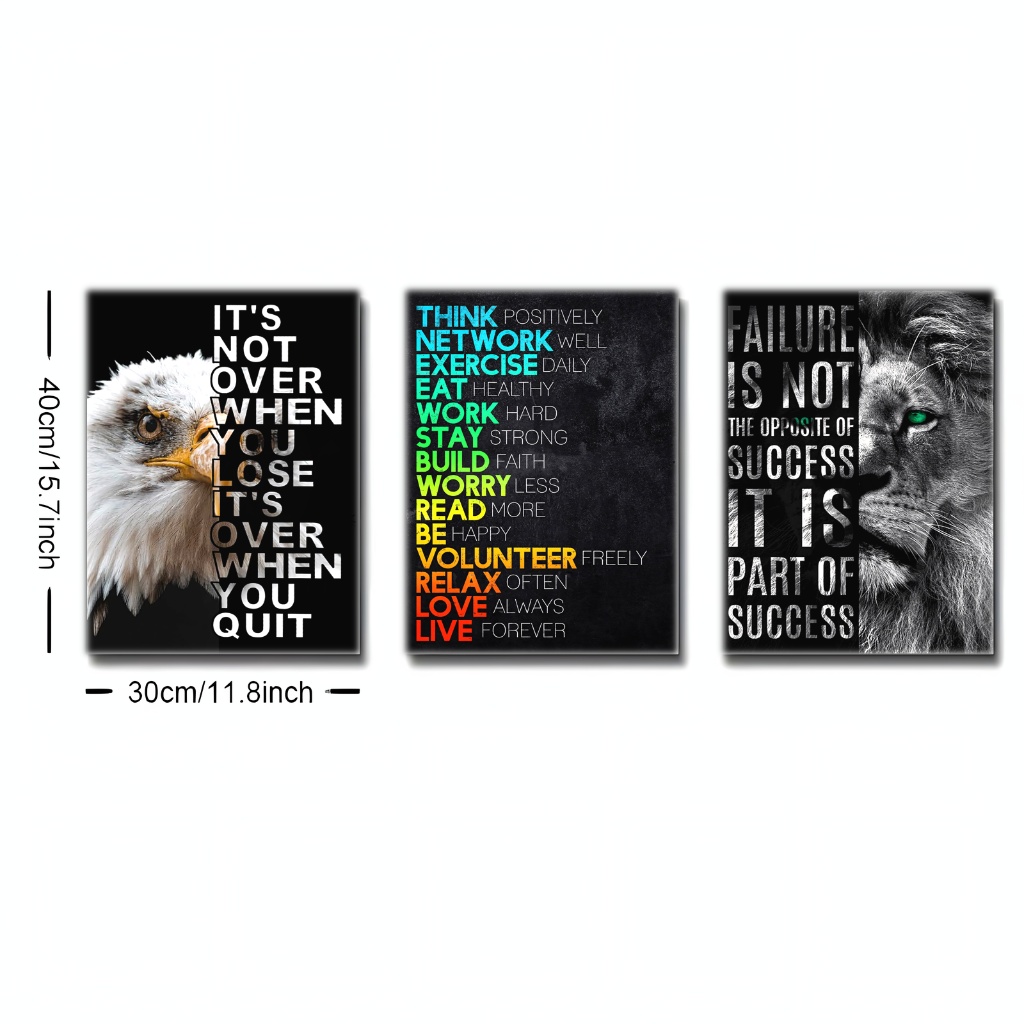 IT'S
NOT
OVER
WHEN
YOU
LOSE
IT'S
OVER
WHEN
YOU
QUIT
THINK POSITIVELY
NETWORK WELL
EXERCISE DAILY
EAT HEALTHY
WORK HARD
STAY STRONG
BUILD FAITH
WORRY LESS
READ MORE
BE HAPPY
VOLUNTEER FREELY
RELAX OFTEN
LOVE ALWAYS
LIVE FOREVER
FAILURE
IS NOT
THE OPPOSITE OF
SUCCESS
IT IS
PART OF
SUCCESS
40cm/15.7inch
30cm/11.8inch